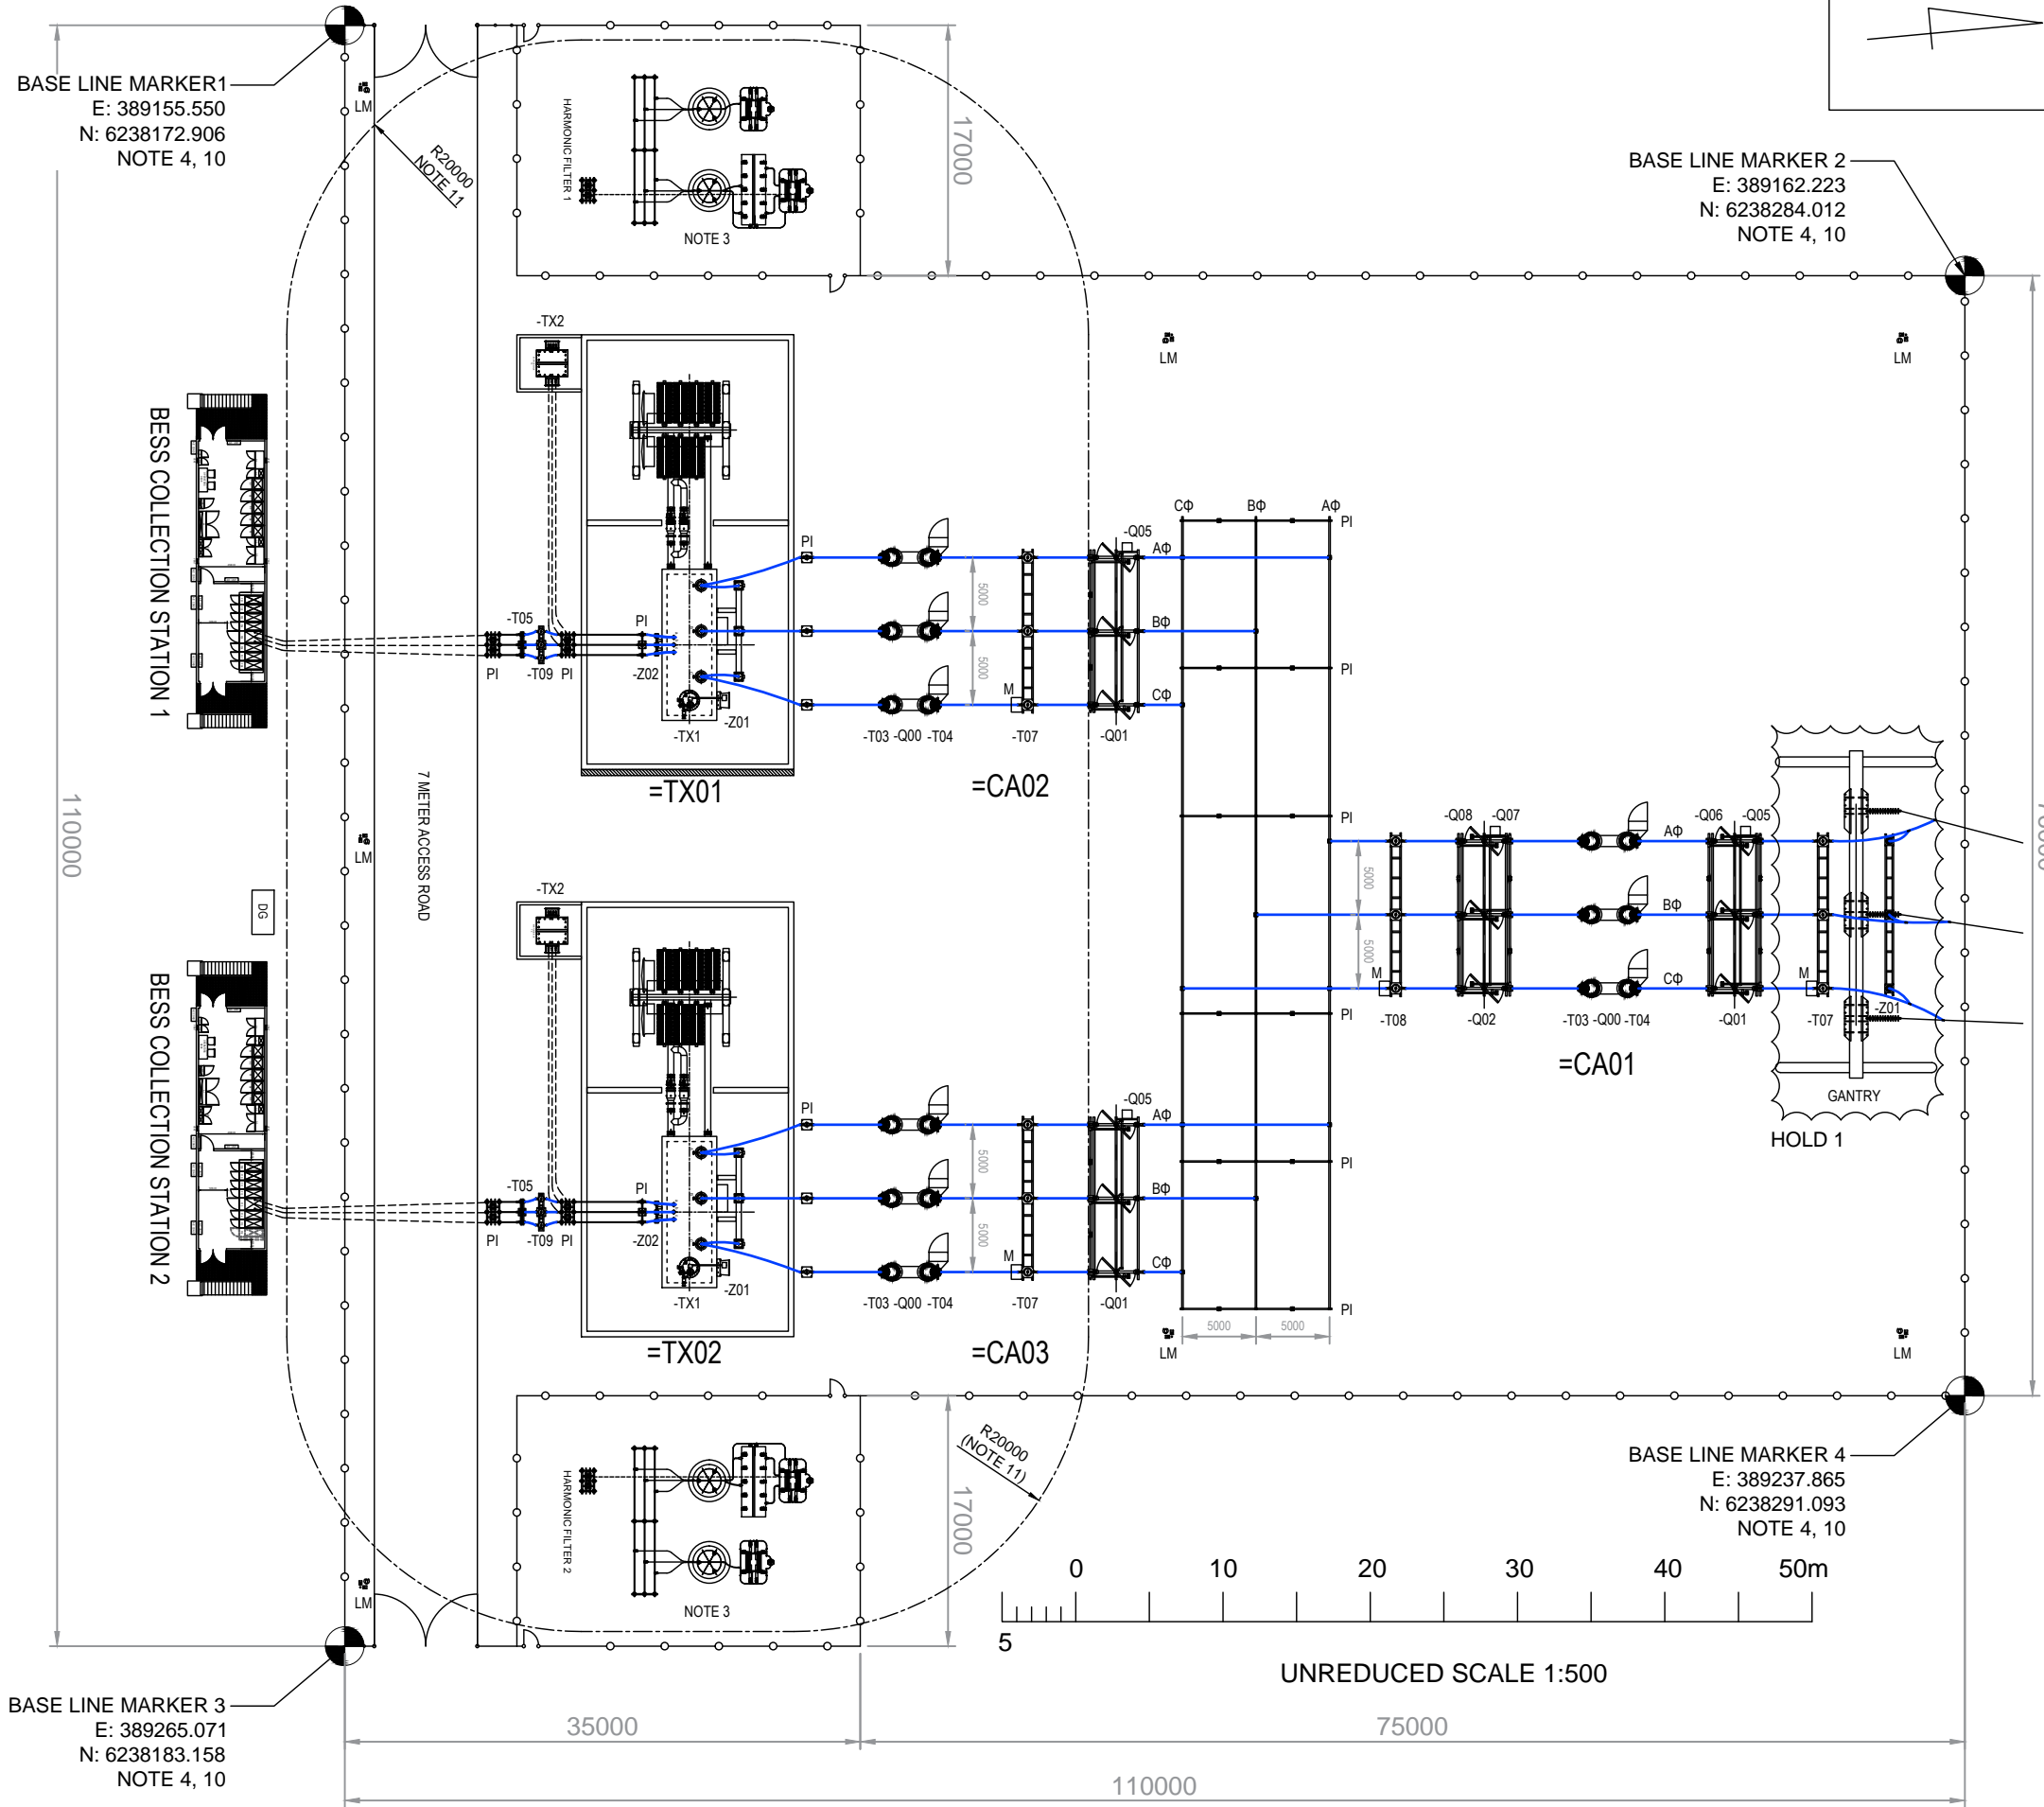 BASE LINE MARKER1
E: 389155.550
N: 6238172.906
NOTE 4, 10
LM
R20000
NOTE 11
HARMONIC FILTER 1
NOTE 3
17000
BASE LINE MARKER 2
E: 389162.223
N: 6238284.012
NOTE 4, 10
LM
LM
110000
BESS COLLECTION STATION 1
7 METER ACCESS ROAD
-TX2
-T05
PI
-T09
PI
PI
-Z02
-TX1
-Z01
=TX01
PI
5000
5000
-T03 -Q00 -T04
M
-T07
-Q05
AΦ
BΦ
CΦ
-Q01
=CA02
CΦ
BΦ
AΦ
PI
PI
PI
PI
PI
PI
5000
5000
-Q08
-Q07
-Q06
-Q05
AΦ
BΦ
CΦ
5000
5000
M
-T08
-Q02
-T03 -Q00 -T04
-Q01
M
-T07
-Z01
=CA01
GANTRY
HOLD 1
LM
DG
BESS COLLECTION STATION 2
-TX2
-T05
PI
-T09
PI
PI
-Z02
-TX1
-Z01
=TX02
PI
5000
5000
-T03 -Q00 -T04
M
-T07
-Q05
AΦ
BΦ
CΦ
-Q01
=CA03
LM
LM
R20000
(NOTE 11)
17000
HARMONIC FILTER 2
NOTE 3
LM
BASE LINE MARKER 4
E: 389237.865
N: 6238291.093
NOTE 4, 10
0 10 20 30 40 50m
5
UNREDUCED SCALE 1:500
BASE LINE MARKER 3
E: 389265.071
N: 6238183.158
NOTE 4, 10
35000
75000
110000